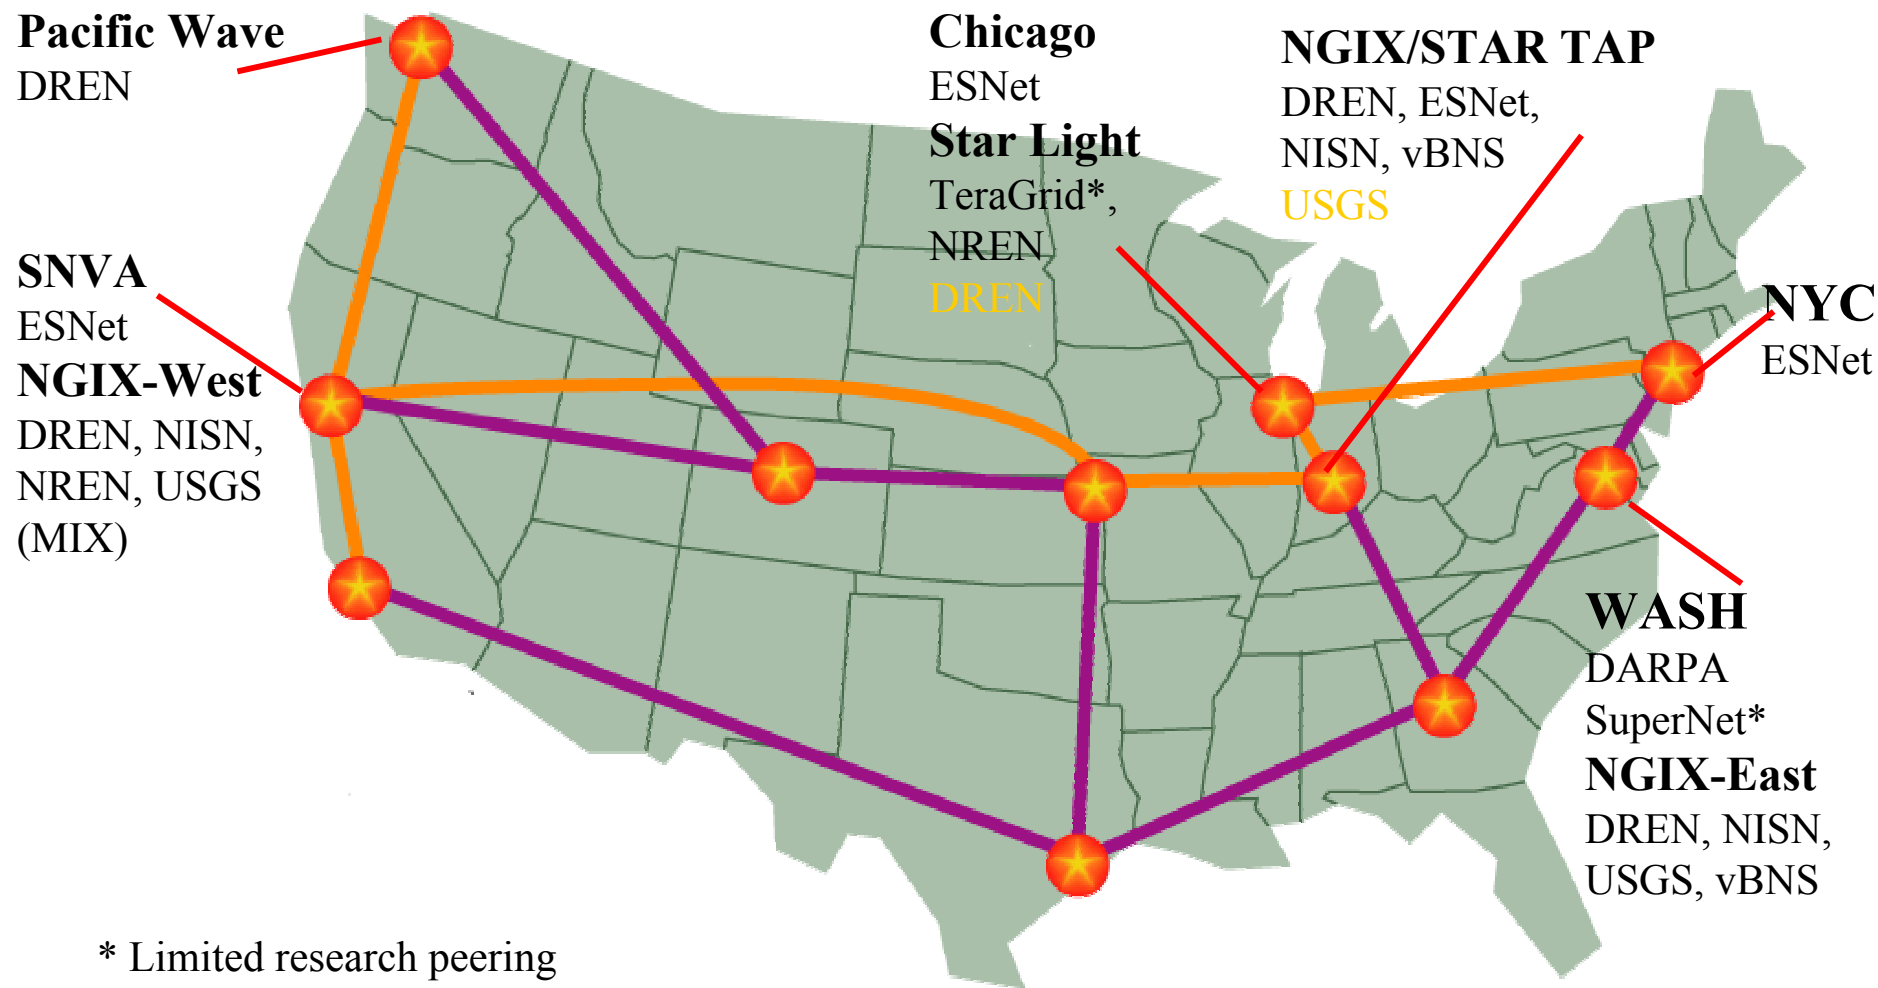 Pacific Wave
DREN
Chicago
ESNet
Star Light
TeraGrid*,
NREN
DREN
NGIX/STAR TAP
DREN, ESNet,
NISN, vBNS
USGS
SNVA
ESNet
NGIX-West
DREN, NISN,
NREN, USGS
(MIX)
NYC
ESNet
WASH
DARPA
SuperNet*
NGIX-East
DREN, NISN,
USGS, vBNS
* Limited research peering